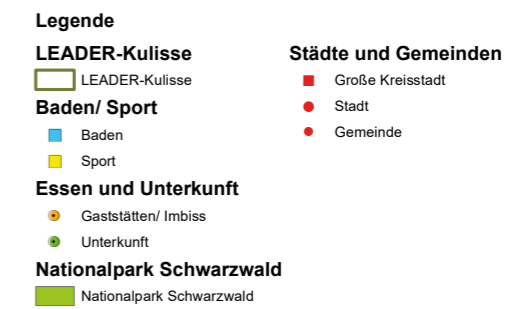 Legende
LEADER-Kulisse
LEADER-Kulisse
Baden/ Sport
Baden
Sport
Essen und Unterkunft
Gaststätten/ Imbiss
Unterkunft
Nationalpark Schwarzwald
Nationalpark Schwarzwald
Städte und Gemeinden
Große Kreisstadt
Stadt
Gemeinde